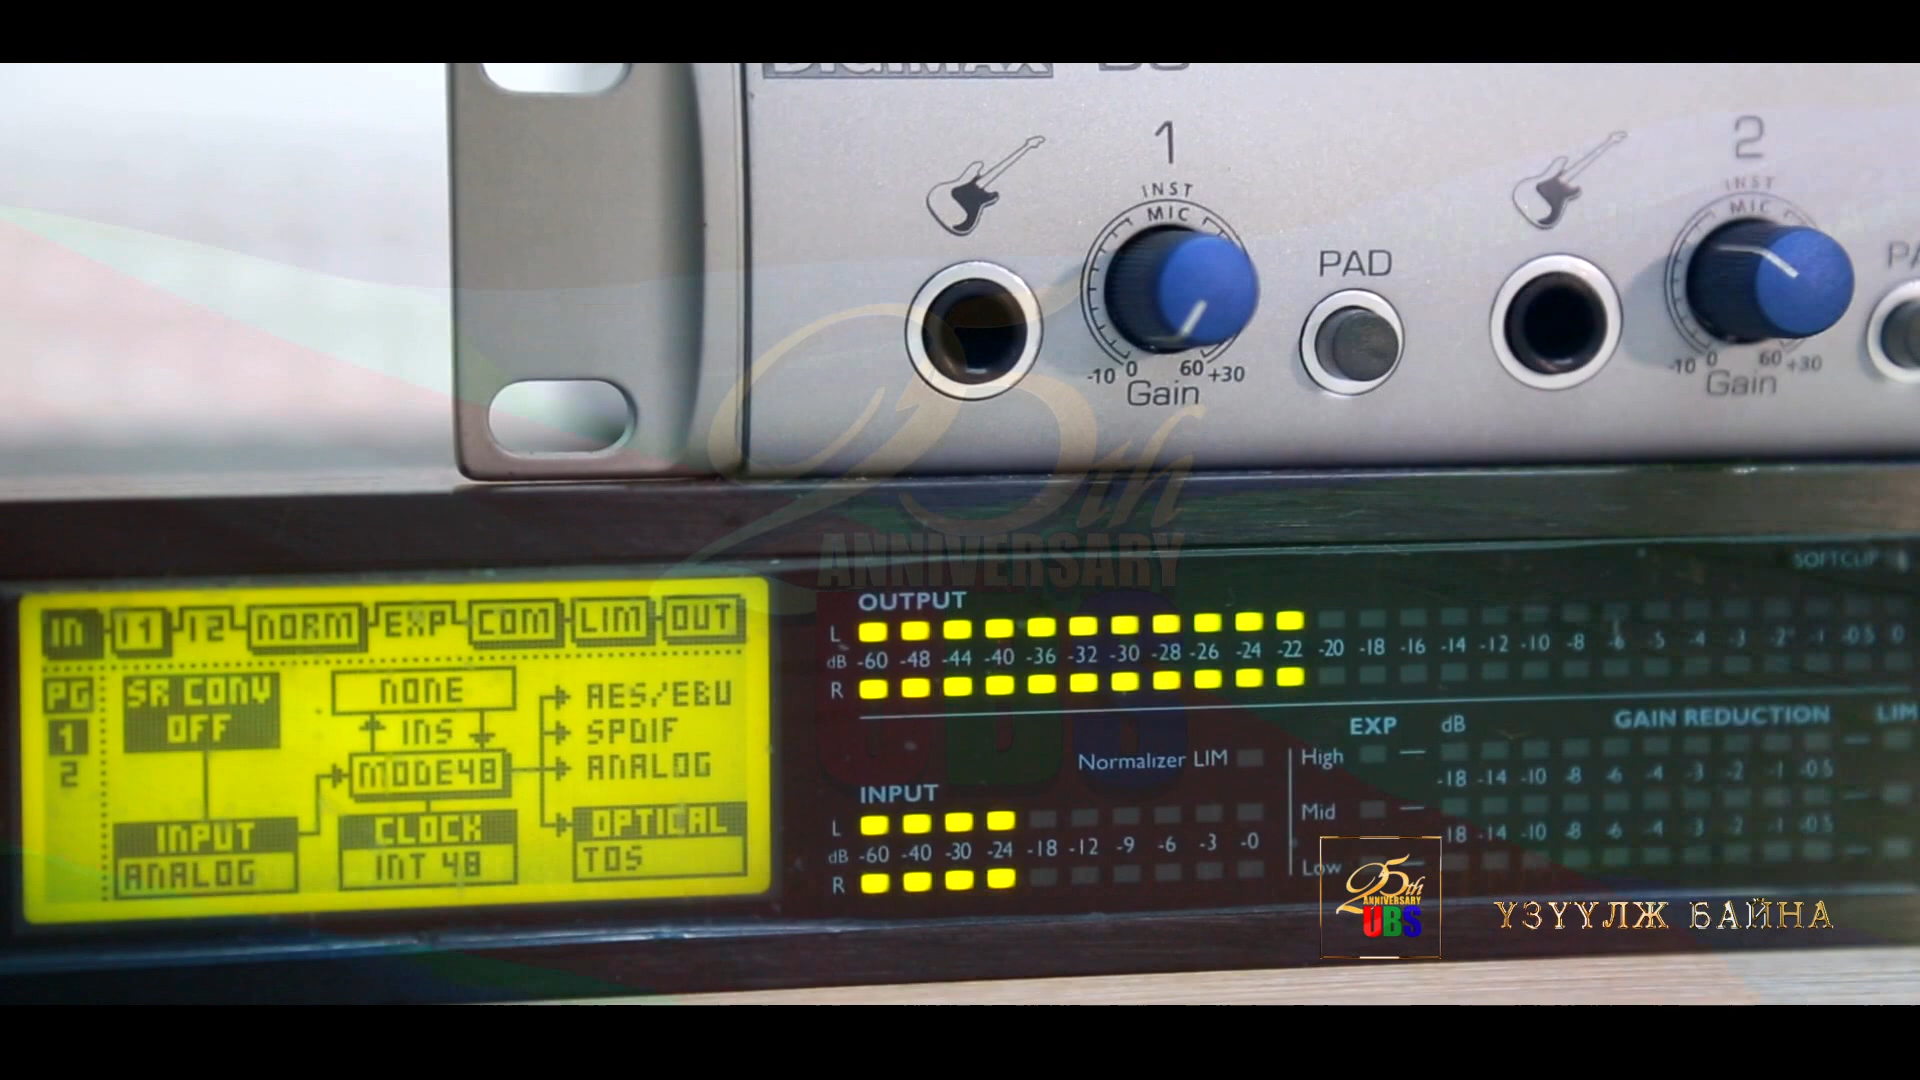 DIGIMAX D8
1
2
INST
MIC
INST
MIC
PAD
-10 0 60 +30
Gain
-10 0 60 +30
Gain
25th
ANNIVERSARY
UBS
SOFTCLIP
IN I1 I2 NORM EXP COM LIM OUT
PG
1
2
SR CONV
OFF
NONE
INS
MODE48
AES/EBU
SPDIF
ANALOG
INPUT
ANALOG
CLOCK
INT 48
OPTICAL
TOS
OUTPUT
L
dB -60 -48 -44 -40 -36 -32 -30 -28 -26 -24 -22 -20 -18 -16 -14 -12 -10 -8 -6 -5 -4 -3 -2 -1 -0.5 0
R
EXP dB GAIN REDUCTION LIM
Normalizer LIM
High
-18 -14 -10 -8 -6 -4 -3 -2 -1 -0.5
Mid
-18 -14 -10 -8 -6 -4 -3 -2 -1 -0.5
Low
INPUT
L
dB -60 -40 -30 -24 -18 -12 -9 -6 -3 -0
R
25th
ANNIVERSARY
UBS
ҮЗҮҮЛЖ БАЙНА